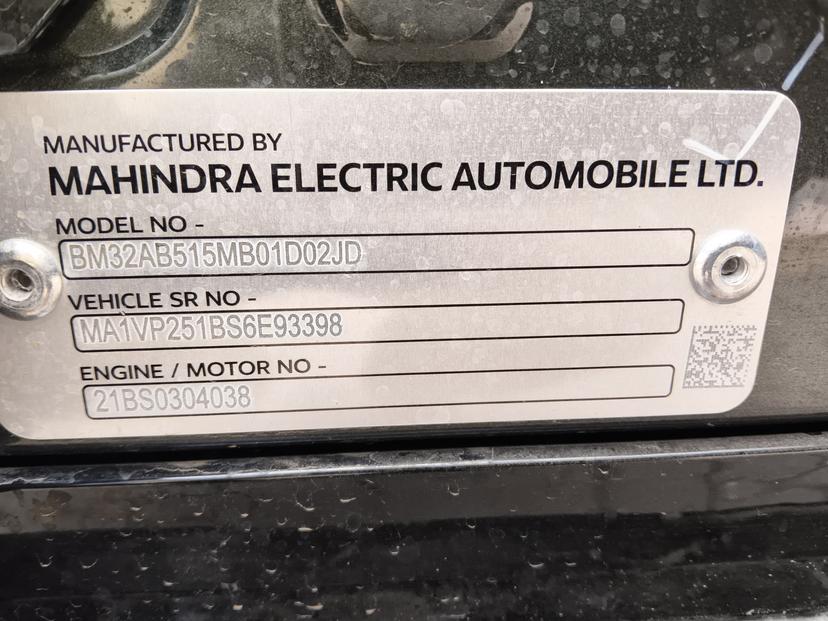 MANUFACTURED BY
MAHINDRA ELECTRIC AUTOMOBILE LTD.
MODEL NO -
BM32AB515MB01D02JD
VEHICLE SR NO -
MA1VP251BS6E93398
ENGINE / MOTOR NO -
21BS0304038